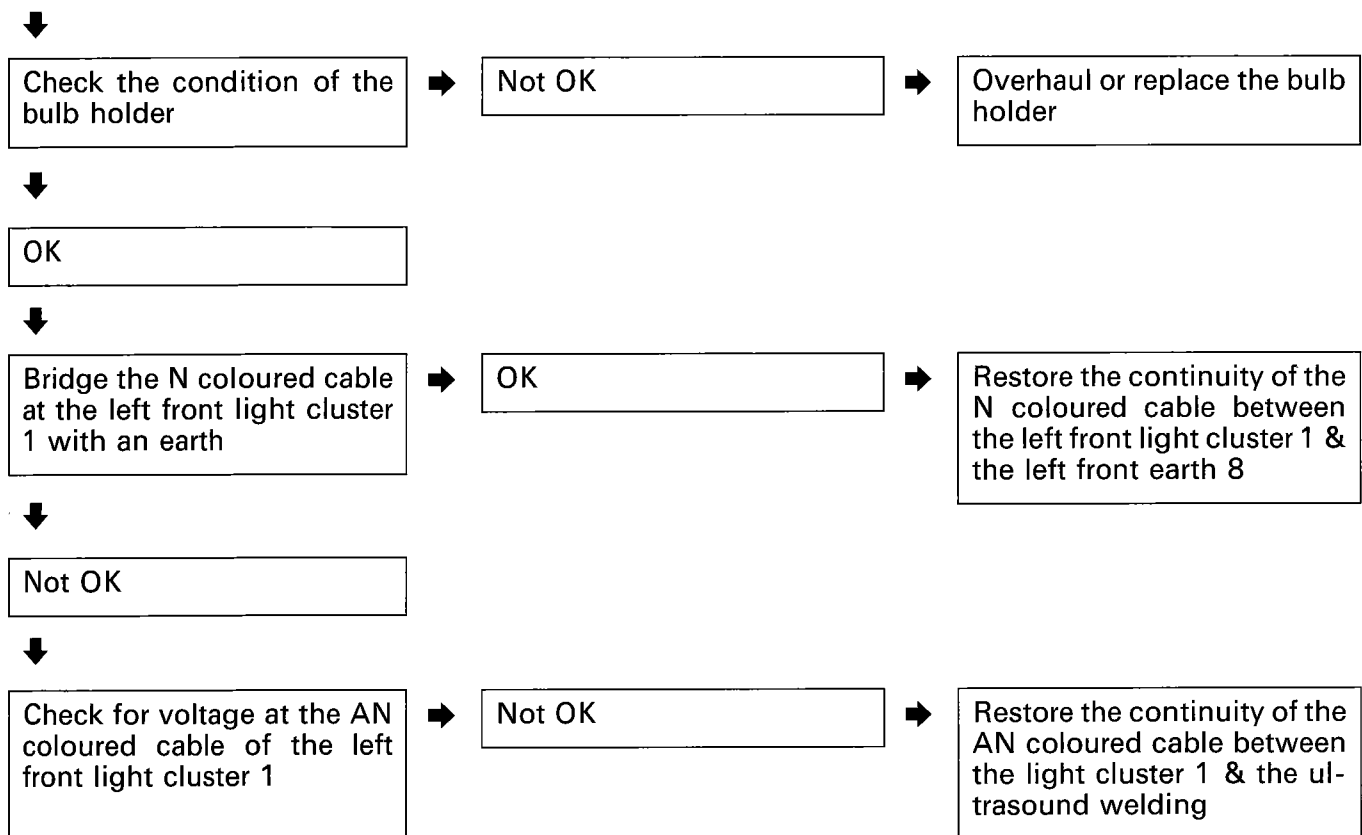 Check the condition of the
bulb holder
Not OK
Overhaul or replace the bulb
holder
OK
Bridge the N coloured cable
at the left front light cluster
1 with an earth
OK
Restore the continuity of the
N coloured cable between
the left front light cluster 1 &
the left front earth 8
Not OK
Check for voltage at the AN
coloured cable of the left
front light cluster 1
Not OK
Restore the continuity of the
AN coloured cable between
the light cluster 1 & the ul-
trasound welding